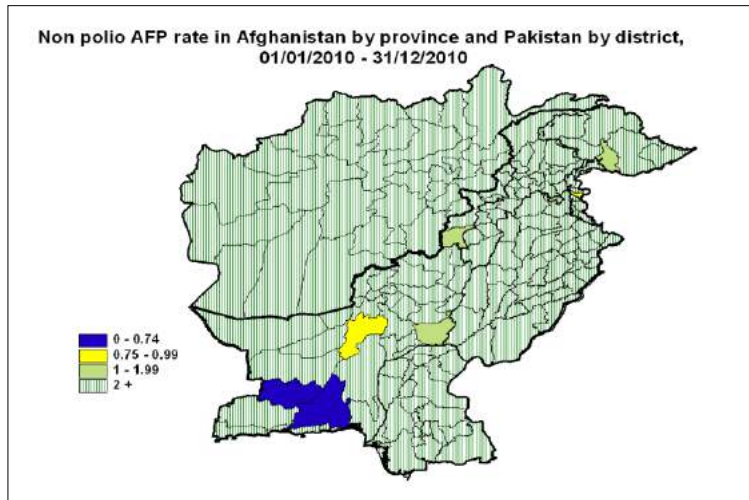 Non polio AFP rate in Afghanistan by province and Pakistan by district,
01/01/2010 - 31/12/2010
0 - 0.74
0.75 - 0.99
1 - 1.99
2 +